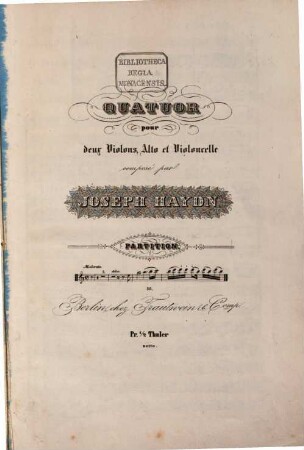 BIBLIOTHECA
REGIA
MONACENSIS.
QUATUOR
pour
deux Violons, Alto et Violoncelle
composé par
JOSEPH HAYDN
PARTITION.
Berlin, chez Trautwein & Comp.
Pr. ½ Thaler